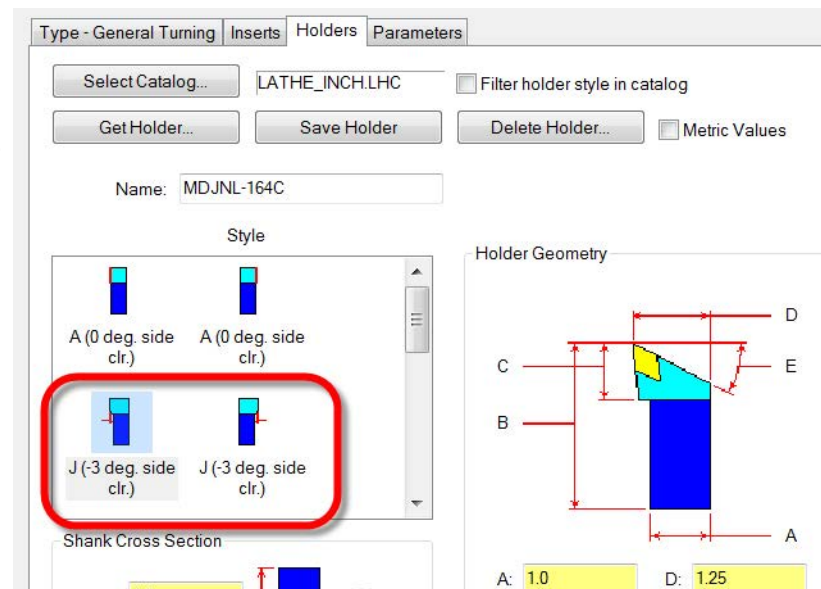 Type - General Turning Inserts Holders Parameters
Select Catalog... LATHE_INCH.LHC Filter holder style in catalog
Get Holder... Save Holder Delete Holder... Metric Values
Name: MDJNL-164C
Style
A (0 deg. side clr.)
A (0 deg. side clr.)
J (-3 deg. side clr.)
J (-3 deg. side clr.)
Shank Cross Section
Holder Geometry
D
C
E
B
A
A: 1.0 D: 1.25